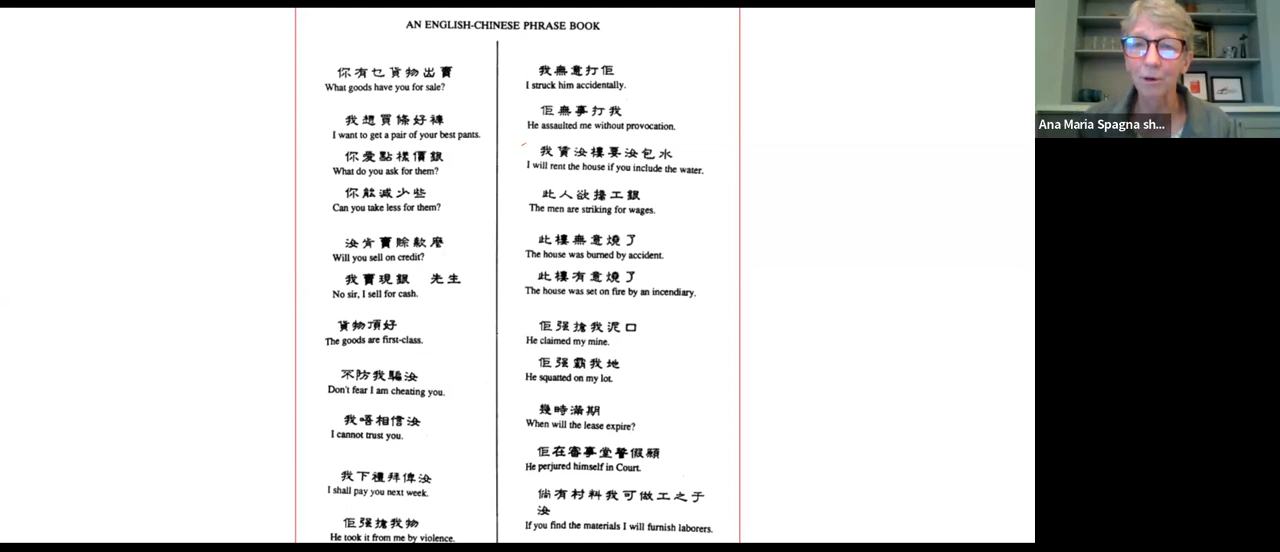 AN ENGLISH-CHINESE PHRASE BOOK
你有乜貨物出賣
What goods have you for sale?
我想買條好褲
I want to get a pair of your best pants.
你愛點樣價銀
What do you ask for them?
你能減少些
Can you take less for them?
汝肯賣賒數麽
Will you sell on credit?
我賣現銀 先生
No sir, I sell for cash.
貨物頂好
The goods are first-class.
不防我騙汝
Don't fear I am cheating you.
我唔相信汝
I cannot trust you.
我下禮拜俾汝
I shall pay you next week.
佢强搶我物
He took it from me by violence.
我無意打佢
I struck him accidentally.
佢無事打我
He assaulted me without provocation.
我賃汝樓要汝包水
I will rent the house if you include the water.
此人欲擡工銀
The men are striking for wages.
此樓無意燒了
The house was burned by accident.
此樓有意燒了
The house was set on fire by an incendiary.
佢强搶我泥口
He claimed my mine.
佢强霸我地
He squatted on my lot.
幾時滿期
When will the lease expire?
佢在審事堂誓假願
He perjured himself in Court.
倘有材料我可做工之于
汝
If you find the materials I will furnish laborers.
Ana Maria Spagna sh...